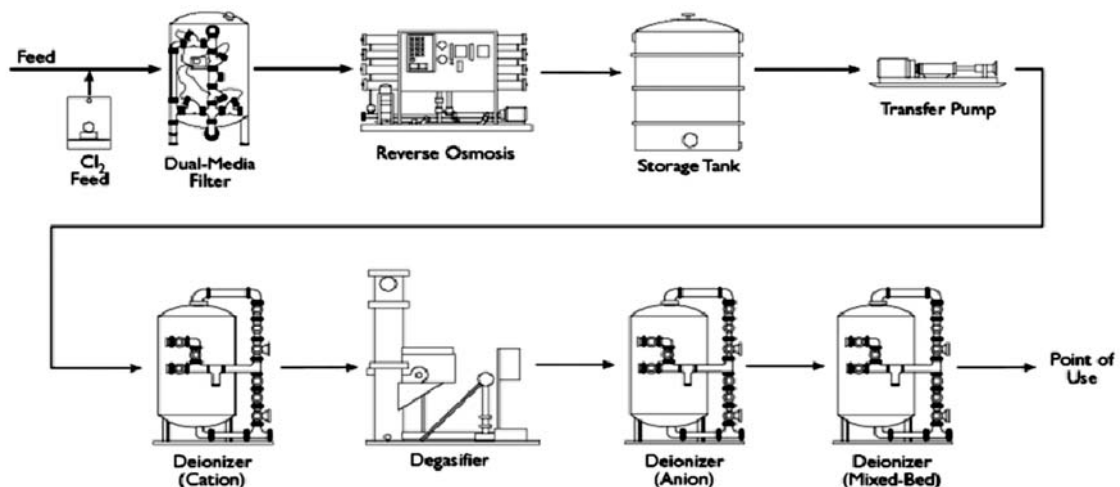 Feed
Cl₂
Feed
Dual-Media
Filter
Reverse Osmosis
Storage Tank
Transfer Pump
Deionizer
(Cation)
Degasifier
Deionizer
(Anion)
Deionizer
(Mixed-Bed)
Point of
Use